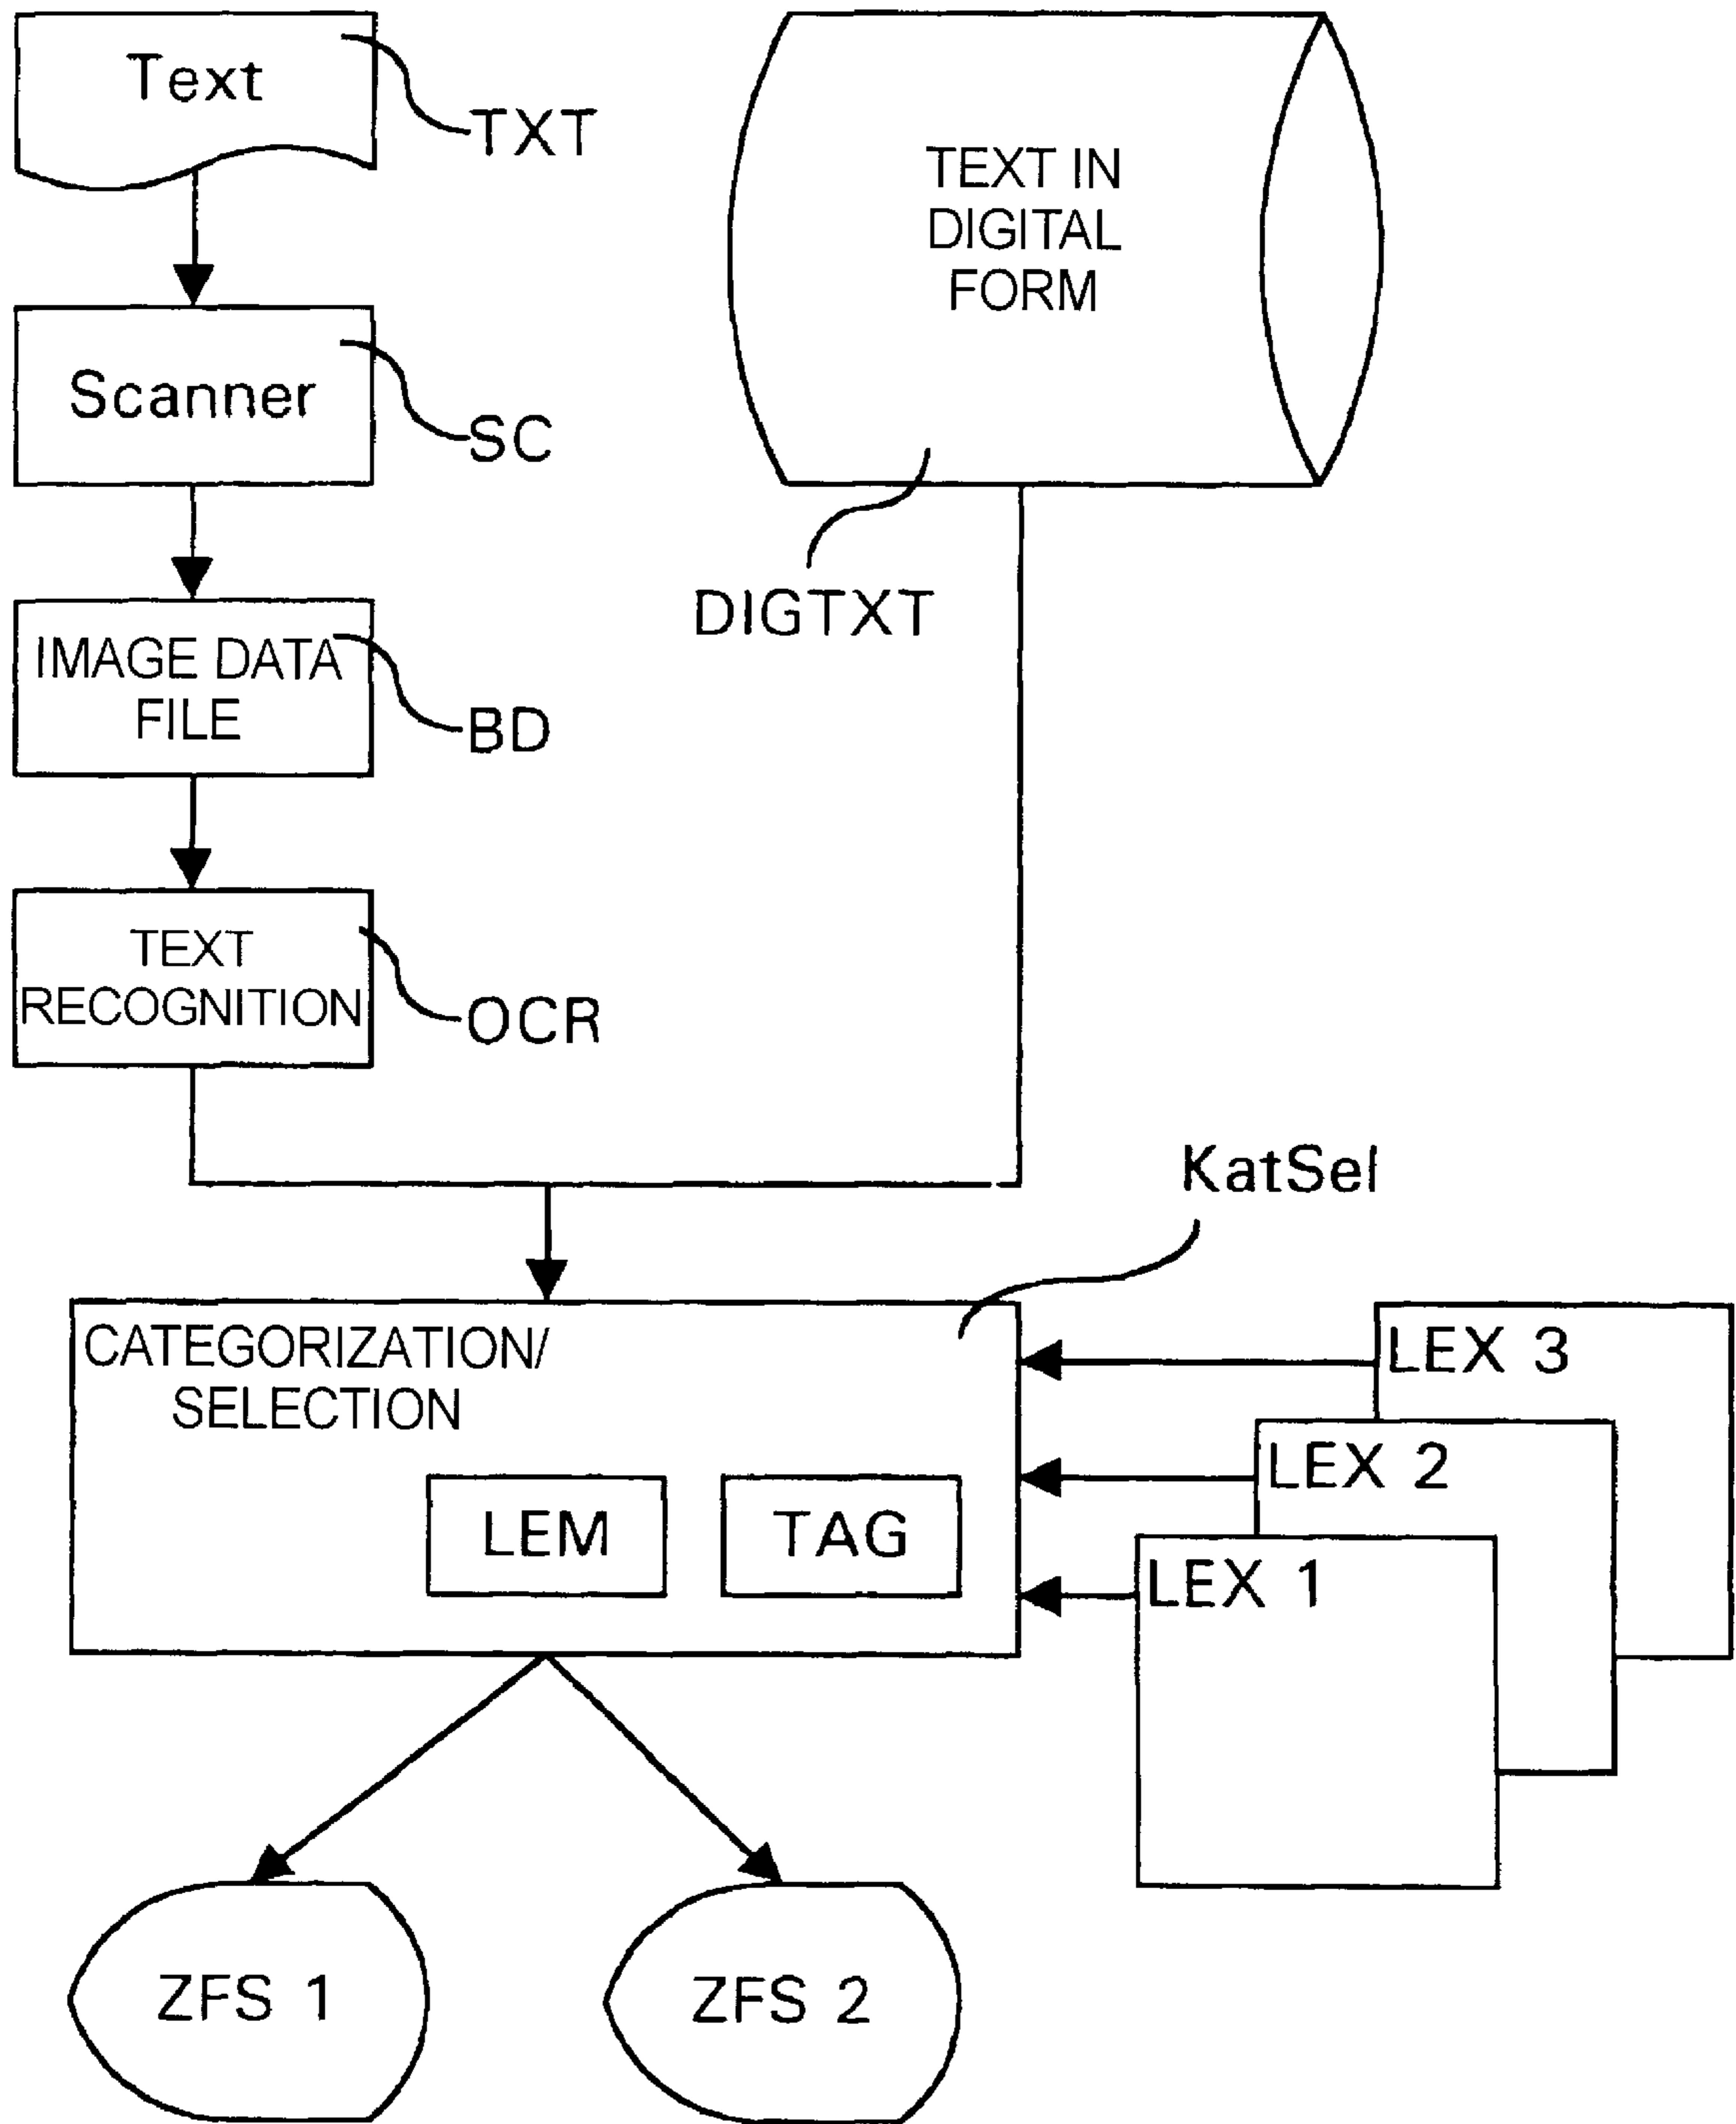 Text
TXT
Scanner
SC
IMAGE DATA
FILE
BD
TEXT
RECOGNITION
OCR
TEXT IN
DIGITAL
FORM
DIGTXT
KatSel
CATEGORIZATION/
SELECTION
LEM
TAG
LEX 3
LEX 2
LEX 1
ZFS 1
ZFS 2